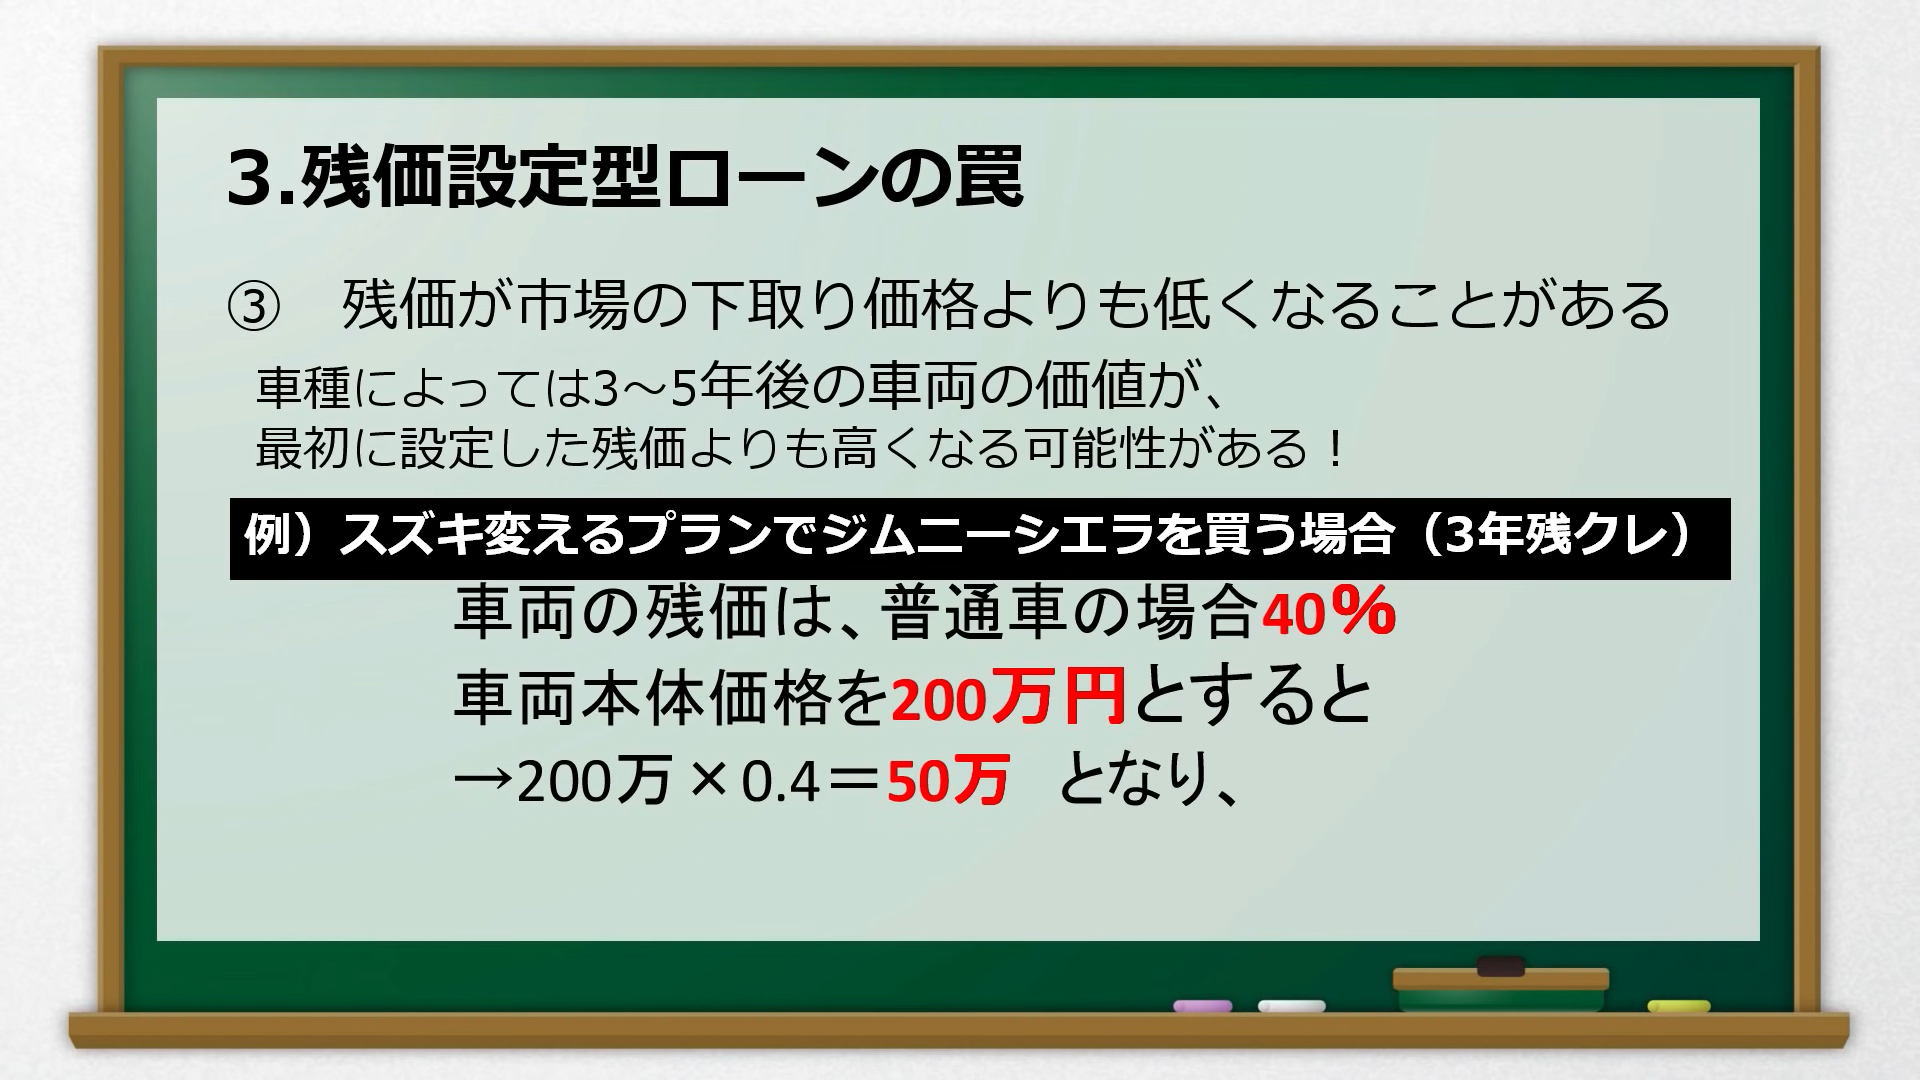 3.残価設定型ローンの罠
③　残価が市場の下取り価格よりも低くなることがある
車種によっては3～5年後の車両の価値が、
最初に設定した残価よりも高くなる可能性がある！
例）スズキ変えるプランでジムニーシエラを買う場合（3年残クレ）
車両の残価は、普通車の場合40％
車両本体価格を200万円とすると
→200万×0.4＝50万　となり、